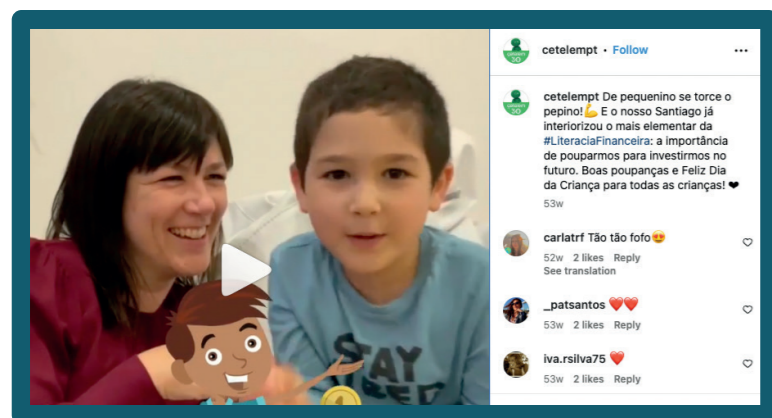 cetelempt • Follow
cetelempt De pequenino se torce o
pepino!💪 E o nosso Santiago já
interiorizou o mais elementar da
#LiteraciaFinanceira: a importância
de pouparmos para investirmos no
futuro. Boas poupanças e Feliz Dia
da Criança para todas as crianças! ❤
53w
carlatrf Tão tão fofo😍
52w 2 likes Reply
See translation
_patsantos ❤️❤️
53w 2 likes Reply
iva.rsilva75 ❤️
53w 2 likes Reply
STAY